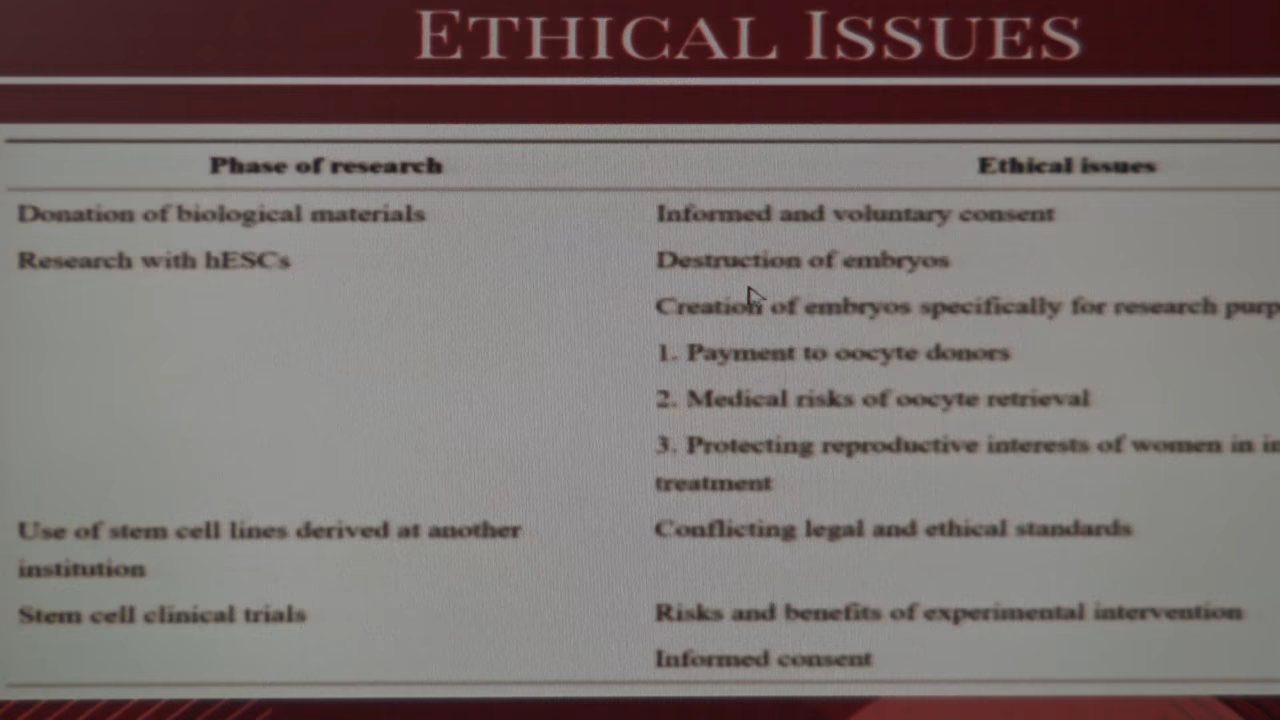 ETHICAL ISSUES
Phase of research Ethical issues
Donation of biological materials Informed and voluntary consent
Research with hESCs Destruction of embryos
Creation of embryos specifically for research
1. Payment to oocyte donors
2. Medical risks of oocyte retrieval
3. Protecting reproductive interests of women in
treatment
Use of stem cell lines derived at another Conflicting legal and ethical standards
institution
Stem cell clinical trials Risks and benefits of experimental intervention
Informed consent